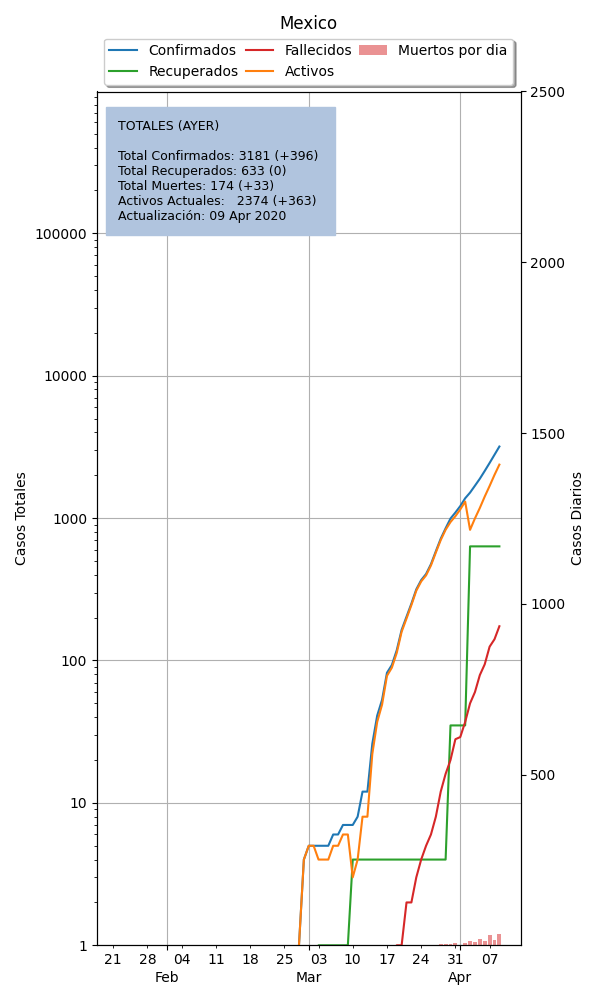 Mexico
Confirmados Fallecidos Muertos por dia
Recuperados Activos
TOTALES (AYER)
Total Confirmados: 3181 (+396)
Total Recuperados: 633 (0)
Total Muertes: 174 (+33)
Activos Actuales:   2374 (+363)
Actualización: 09 Apr 2020
Casos Totales
100000
10000
1000
100
10
1
2500
2000
1500
1000
500
Casos Diarios
21 28 04 11 18 25 03 10 17 24 31 07
Feb Mar Apr